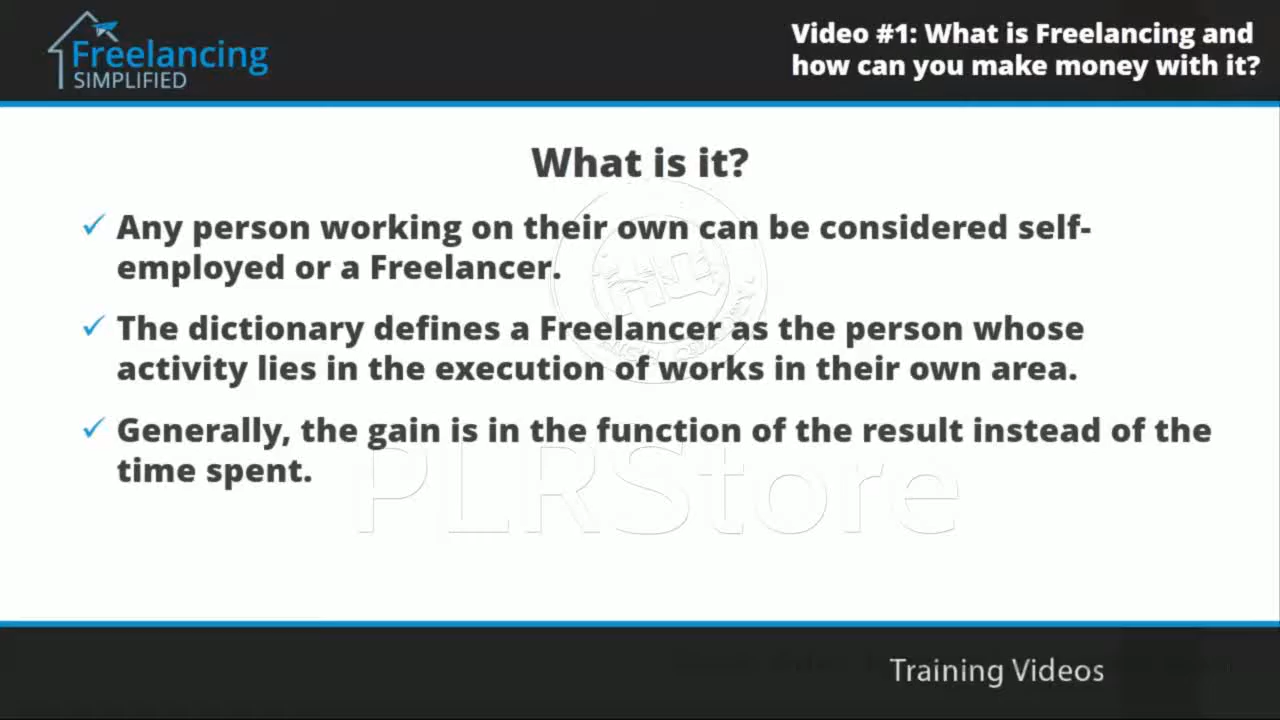 Freelancing
SIMPLIFIED
Video #1: What is Freelancing and
how can you make money with it?
What is it?
Any person working on their own can be considered self-
employed or a Freelancer.
The dictionary defines a Freelancer as the person whose
activity lies in the execution of works in their own area.
Generally, the gain is in the function of the result instead of the
time spent.
PLRStore
Training Videos